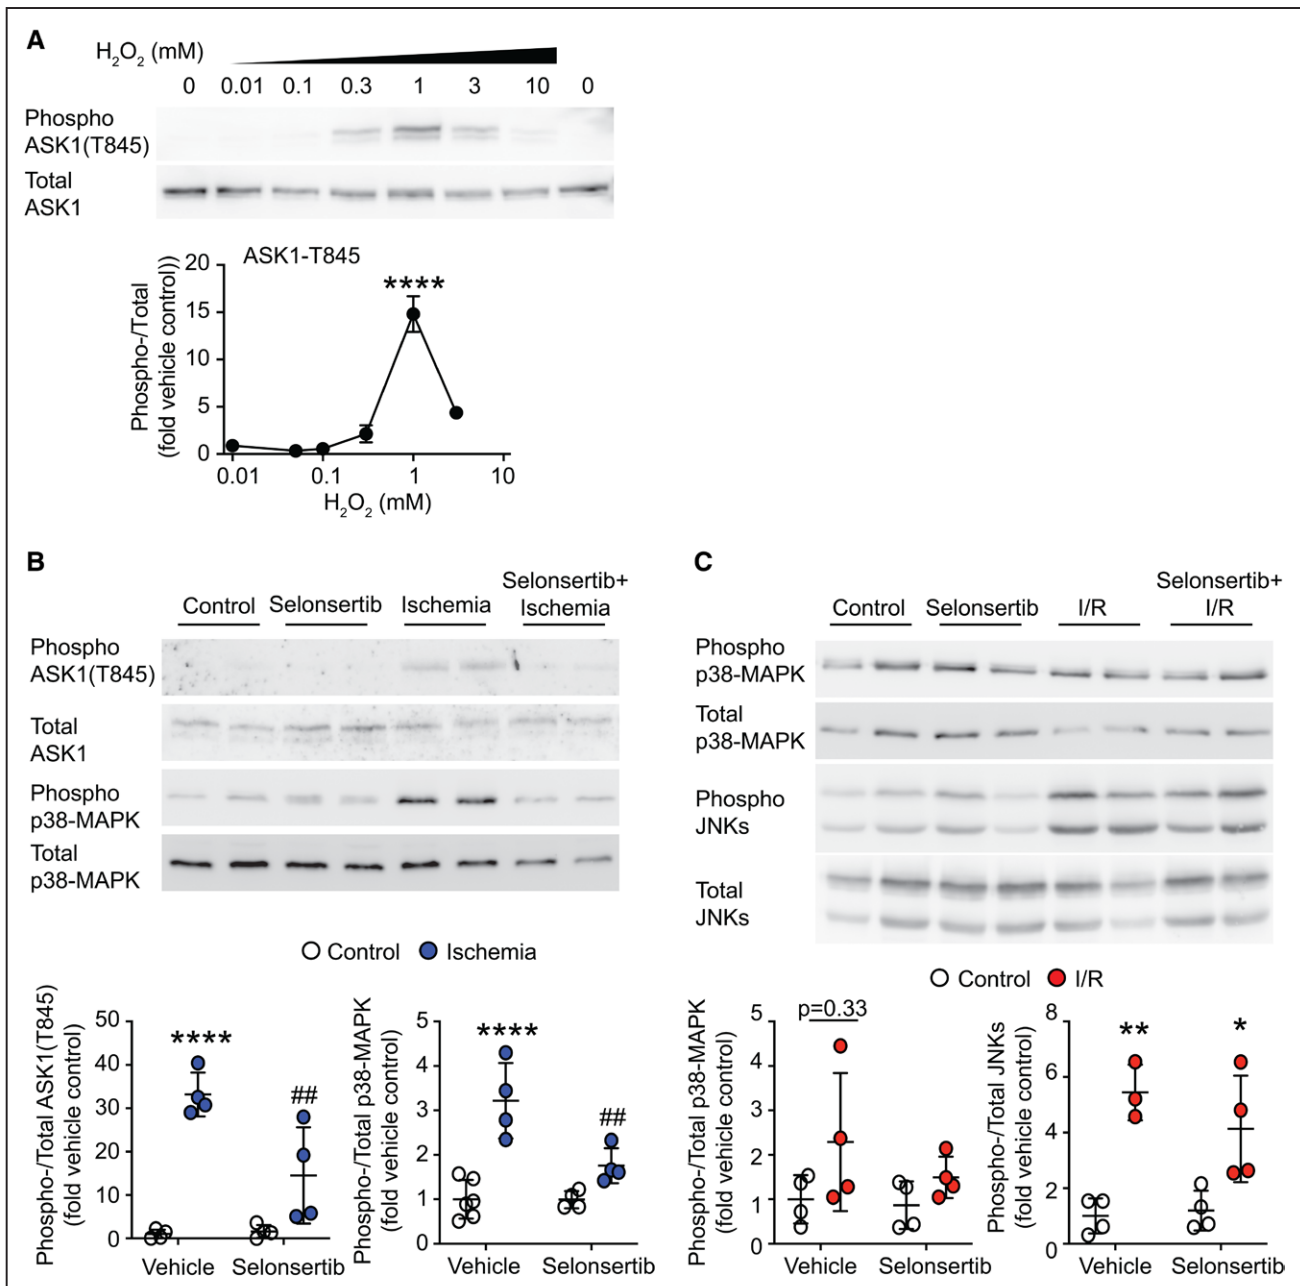 A
H2O2 (mM)
0 0.01 0.1 0.3 1 3 10 0
Phospho
ASK1(T845)
Total
ASK1
ASK1-T845
****
Phospho-/Total
(fold vehicle control))
20
15
10
5
0
0.01 0.1 1 10
H2O2 (mM)
B
Control Selonsertib Ischemia Selonsertib+
Ischemia
Phospho
ASK1(T845)
Total
ASK1
Phospho
p38-MAPK
Total
p38-MAPK
Control Ischemia
Phospho-/Total ASK1(T845)
(fold vehicle control)
50
40
30
20
10
0
****
##
Vehicle Selonsertib
Phospho-/Total p38-MAPK
(fold vehicle control)
5
4
3
2
1
0
****
##
Vehicle Selonsertib
C
Control Selonsertib I/R Selonsertib+
I/R
Phospho
p38-MAPK
Total
p38-MAPK
Phospho
JNKs
Total
JNKs
Control I/R
Phospho-/Total p38-MAPK
(fold vehicle control)
5
4
3
2
1
0
p=0.33
Vehicle Selonsertib
Phospho-/Total JNKs
(fold vehicle control)
8
6
4
2
0
**
*
Vehicle Selonsertib